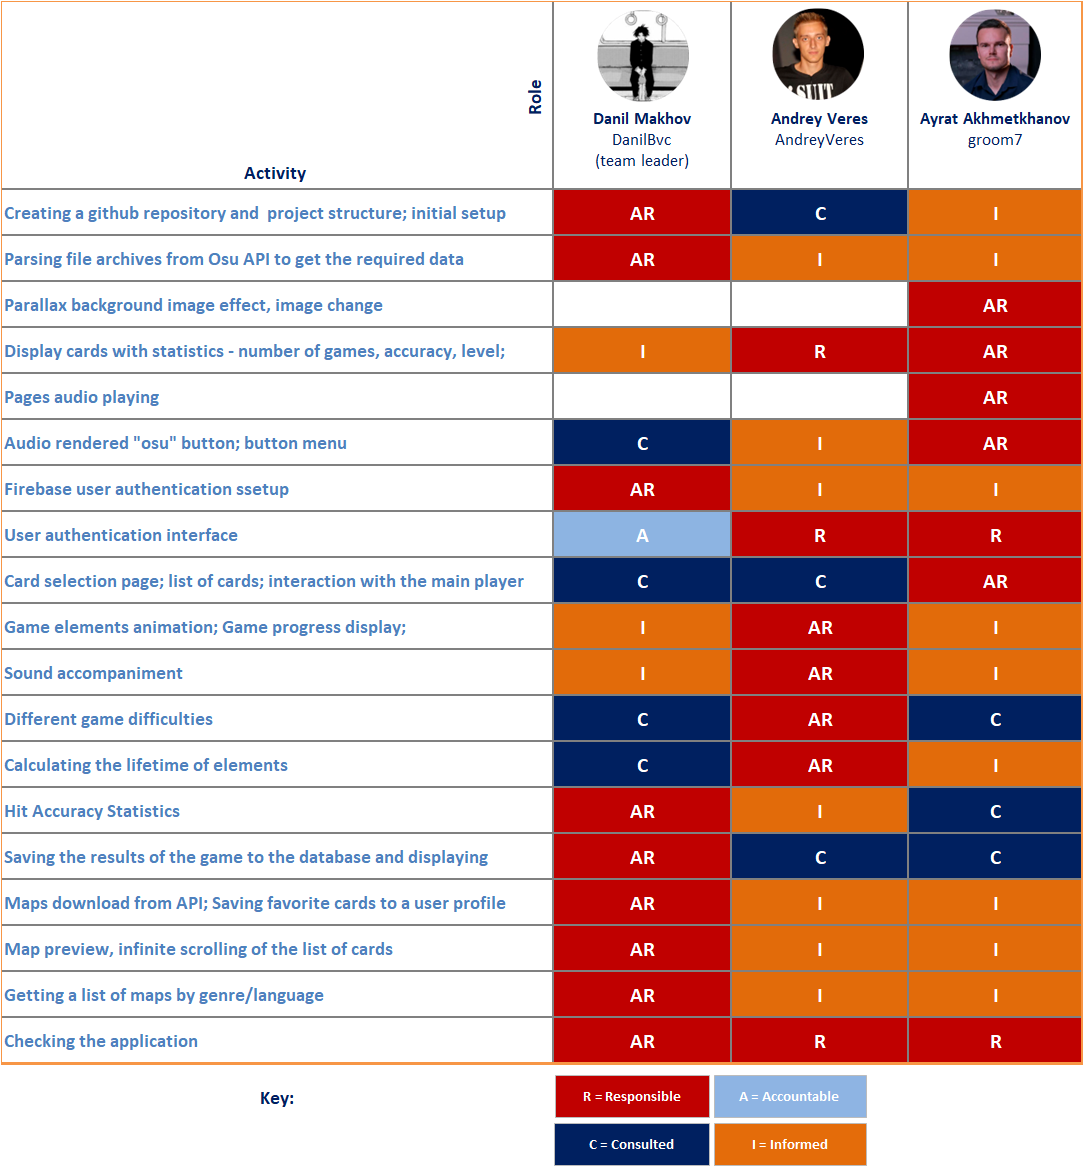 Role
Activity
Danil Makhov
DanilBvc
(team leader)
Andrey Veres
AndreyVeres
Ayrat Akhmetkhanov
groom7
SUIT
Creating a github repository and  project structure; initial setup AR C I
Parsing file archives from Osu API to get the required data AR I I
Parallax background image effect, image change AR
Display cards with statistics - number of games, accuracy, level; I R AR
Pages audio playing AR
Audio rendered "osu" button; button menu C I AR
Firebase user authentication ssetup AR I I
User authentication interface A R R
Card selection page; list of cards; interaction with the main player C C AR
Game elements animation; Game progress display; I AR I
Sound accompaniment I AR I
Different game difficulties C AR C
Calculating the lifetime of elements C AR I
Hit Accuracy Statistics AR I C
Saving the results of the game to the database and displaying AR C C
Maps download from API; Saving favorite cards to a user profile AR I I
Map preview, infinite scrolling of the list of cards AR I I
Getting a list of maps by genre/language AR I I
Checking the application AR R R
Key:
R = Responsible A = Accountable
C = Consulted I = Informed